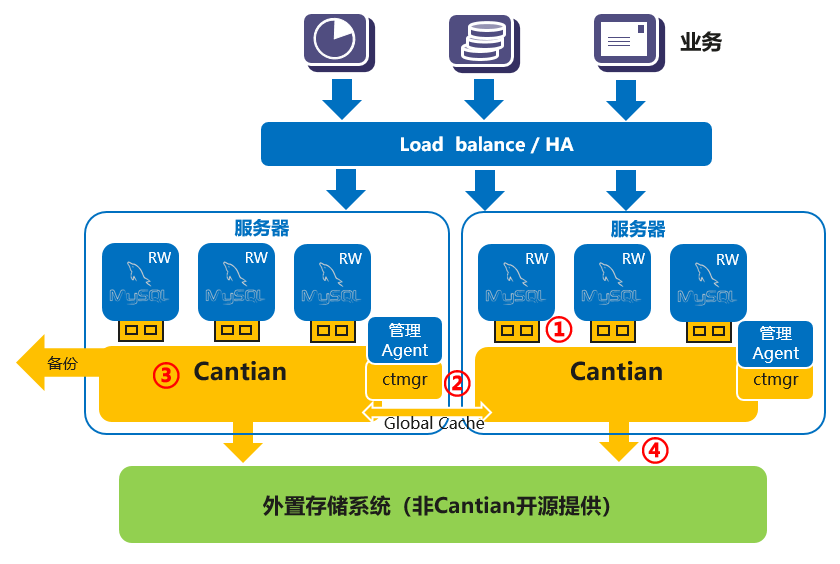 业务
Load balance / HA
服务器
服务器
RW
RW
RW
RW
RW
RW
MySQL
MySQL
MySQL
MySQL
MySQL
MySQL
①
管理
Agent
管理
Agent
备份
③
Cantian
ctmgr
②
Cantian
ctmgr
Global Cache
④
外置存储系统（非Cantian开源提供）